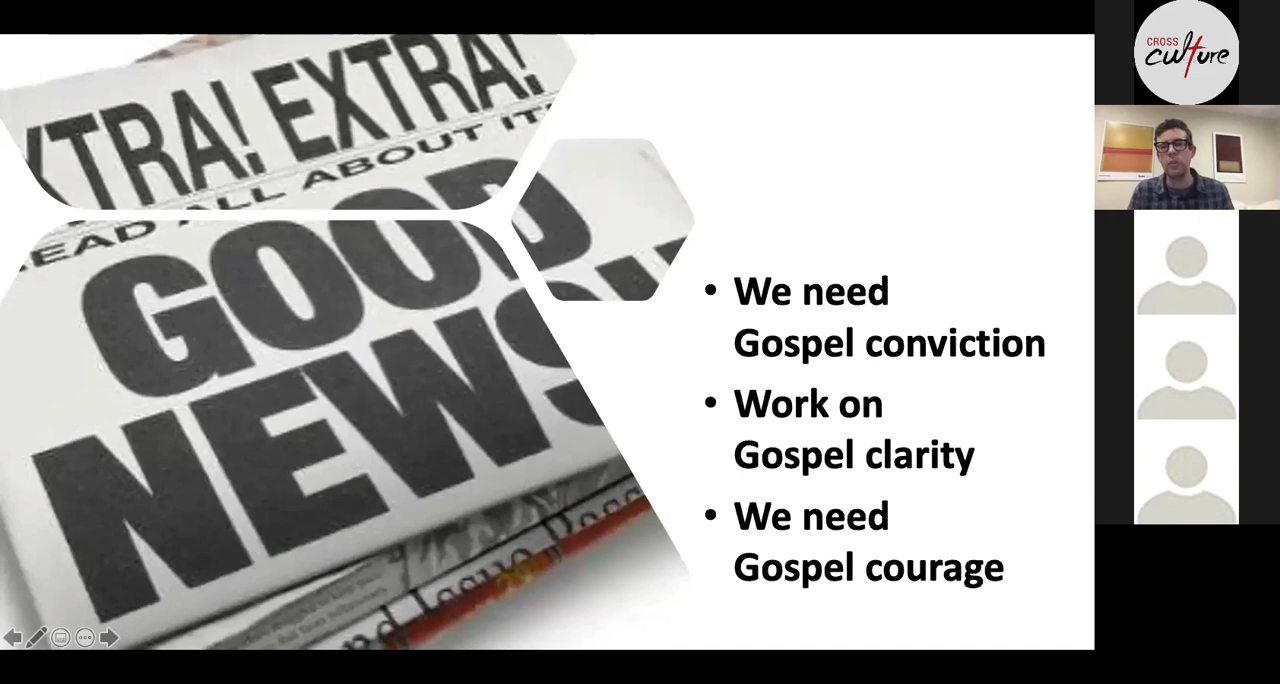 XTRA! EXTRA!
READ ALL ABOUT IT!
GOOD
NEWS!
• We need
Gospel conviction
• Work on
Gospel clarity
• We need
Gospel courage
CROSS
culture